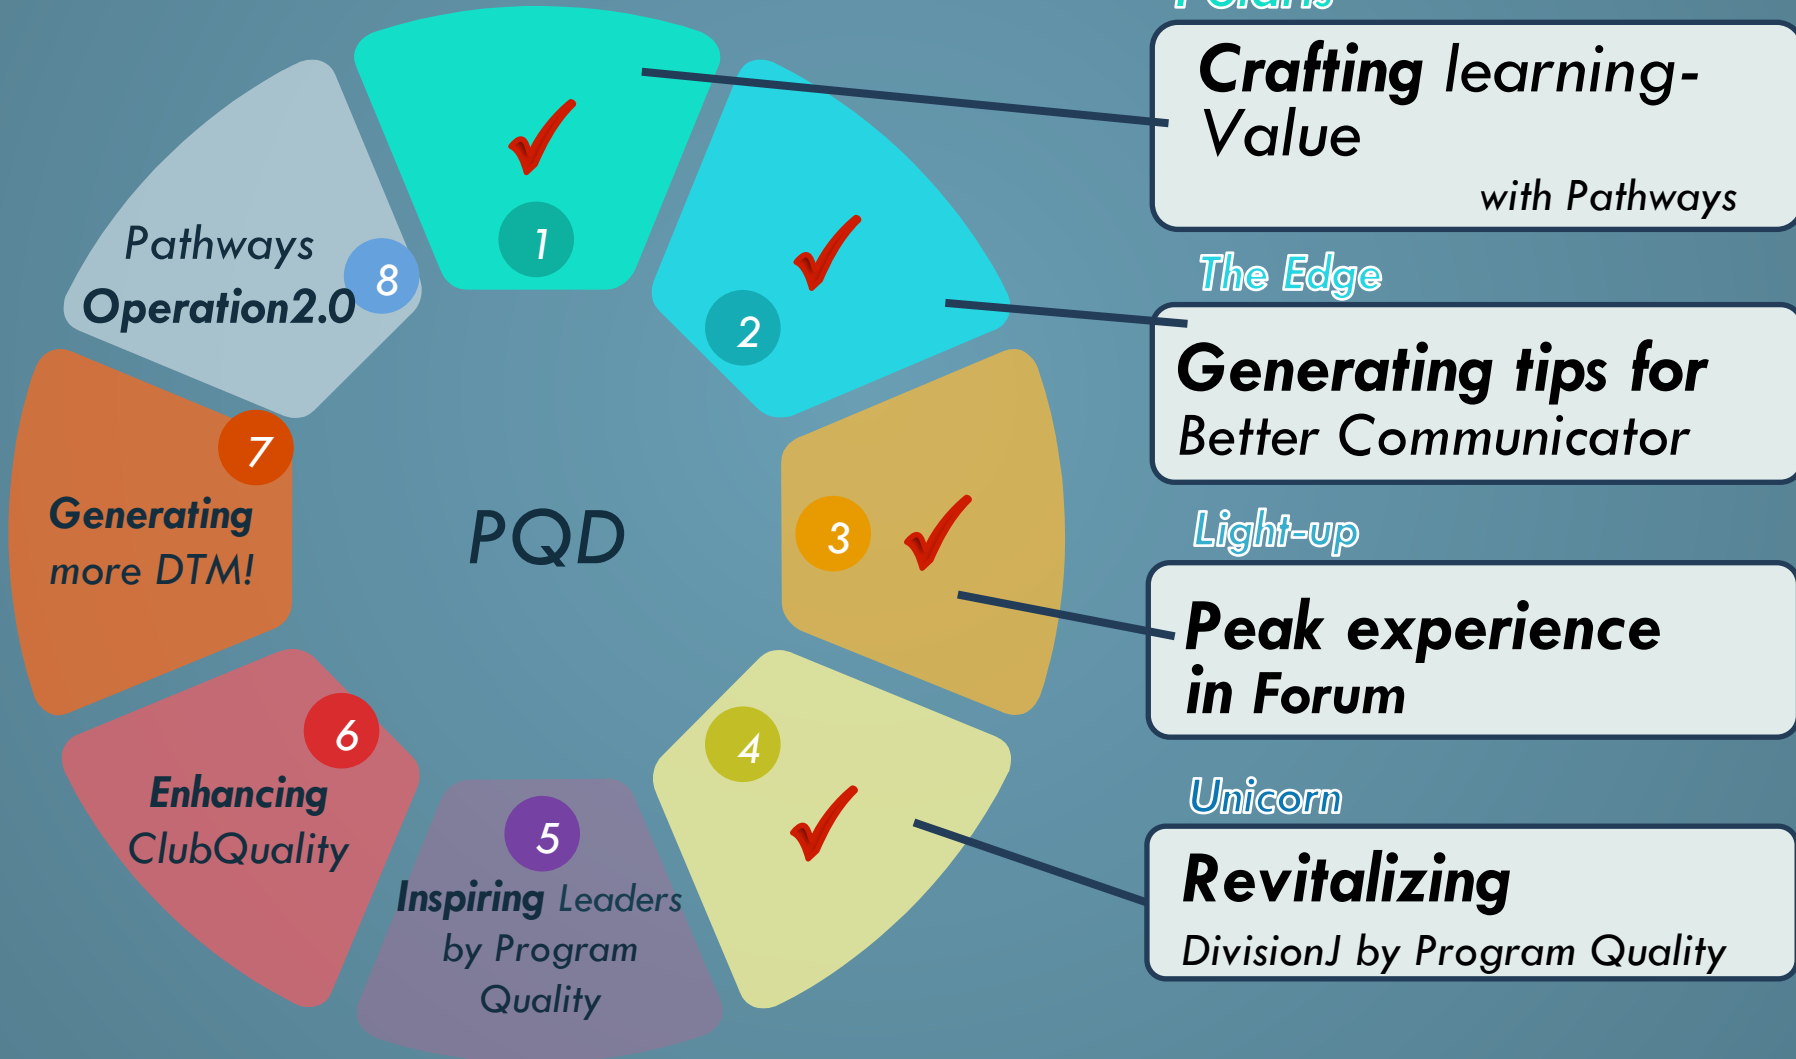 Polaris
Crafting learning-
Value
with Pathways
The Edge
Generating tips for
Better Communicator
Light-up
Peak experience
in Forum
Unicorn
Revitalizing
DivisionJ by Program Quality
PQD
1
2
3
4
5
Inspiring Leaders
by Program
Quality
6
Enhancing
ClubQuality
7
Generating
more DTM!
8
Pathways
Operation2.0